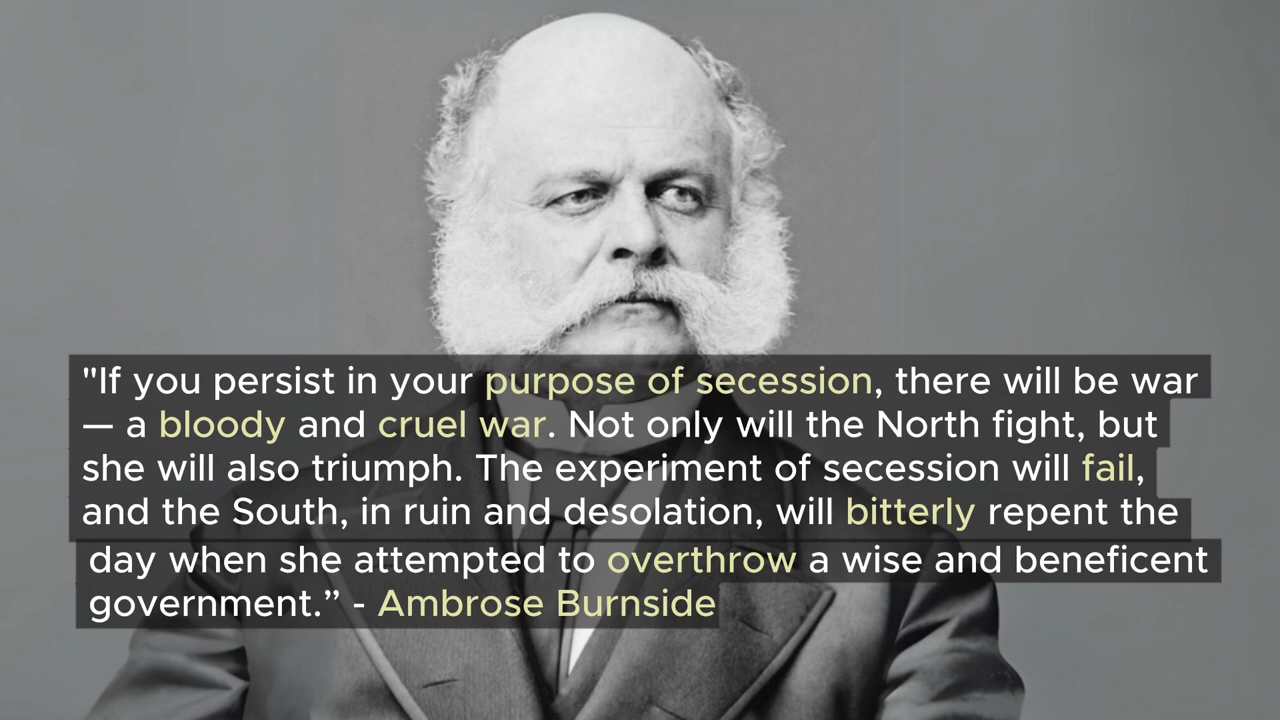 "If you persist in your purpose of secession, there will be war
— a bloody and cruel war. Not only will the North fight, but
she will also triumph. The experiment of secession will fail,
and the South, in ruin and desolation, will bitterly repent the
day when she attempted to overthrow a wise and beneficent
government.” - Ambrose Burnside